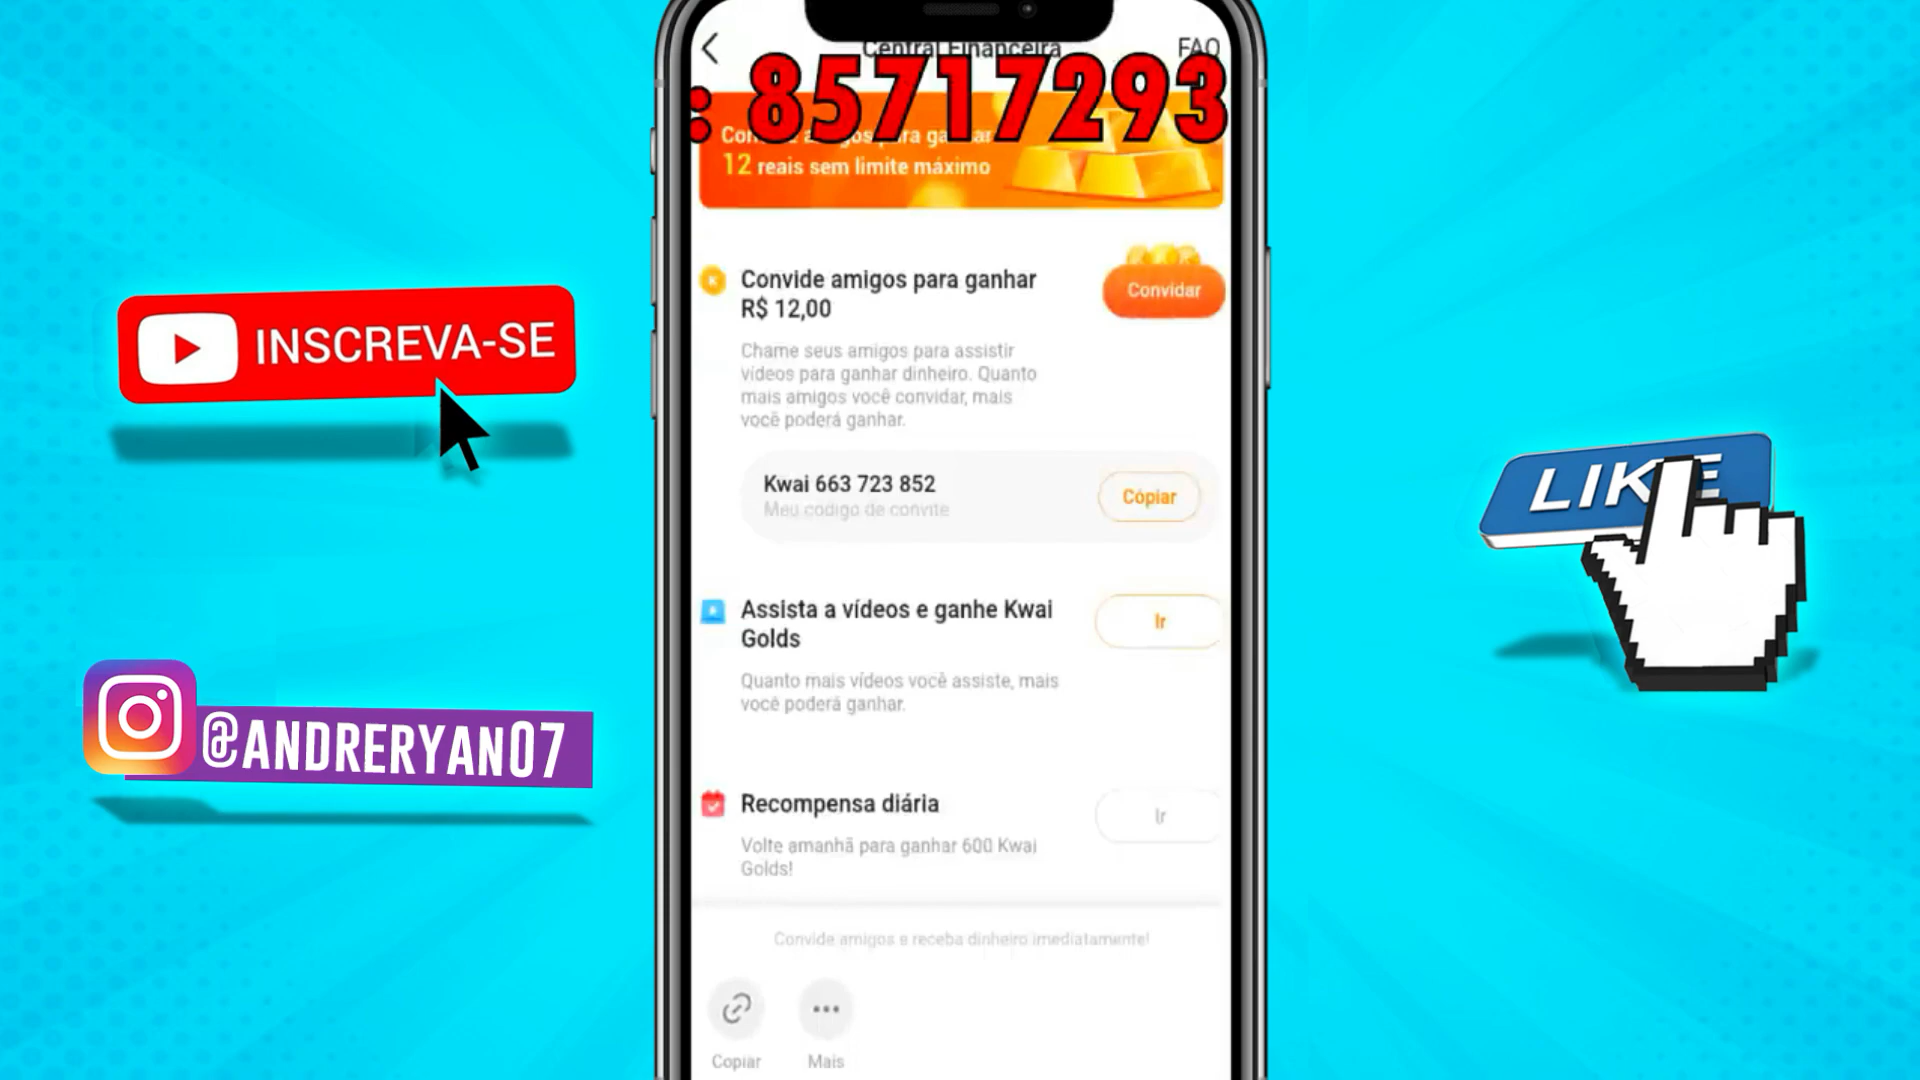 Central Financeira
FAQ
: 85717293
12 reais sem limite máximo
Convide amigos para ganhar
R$ 12,00
Convidar
Chame seus amigos para assistir
vídeos para ganhar dinheiro. Quanto
mais amigos você convidar, mais
você poderá ganhar.
Kwai 663 723 852
Meu codigo de convite
Copiar
Assista a vídeos e ganhe Kwai
Golds
Ir
Quanto mais vídeos você assiste, mais
você poderá ganhar.
Recompensa diária
Ir
Volte amanhã para ganhar 600 Kwai
Golds!
Convide amigos e receba dinheiro imediatamente!
Copiar
Mais
INSCREVA-SE
@ANDRERYAN07
LIKE